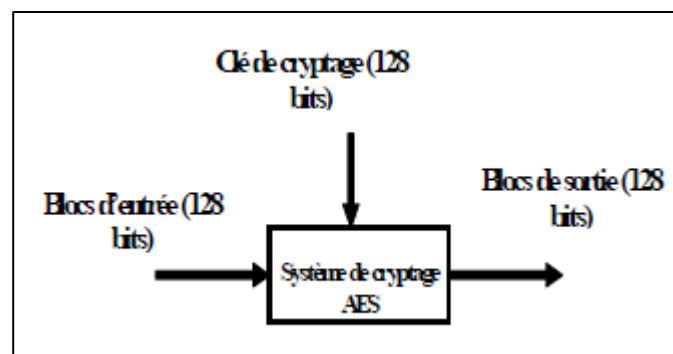 Clé de cryptage (128
bits)
Blocs d'entrée (128
bits)
Système de cryptage
AES
Blocs de sortie (128
bits)